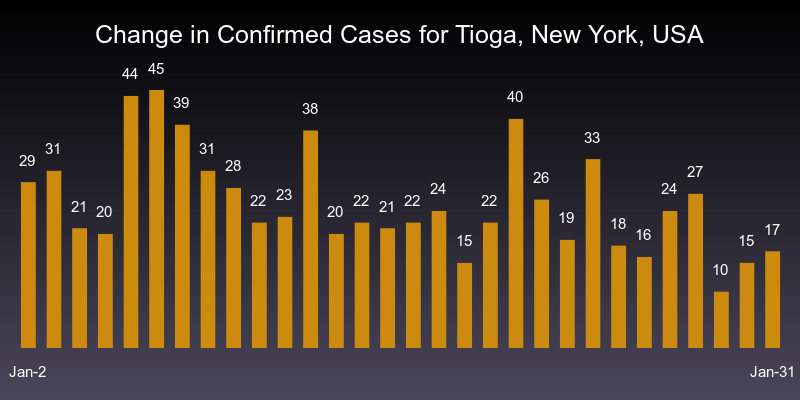 Change in Confirmed Cases for Tioga, New York, USA
29 31 21 20 44 45 39 31 28 22 23 38 20 22 21 22 24 15 22 40 26 19 33 18 16 24 27 10 15 17
Jan-2 Jan-31